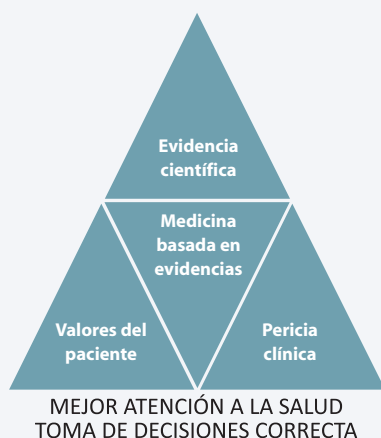 Evidencia
científica
Medicina
basada en
evidencias
Valores del
paciente
Pericia
clínica
MEJOR ATENCIÓN A LA SALUD
TOMA DE DECISIONES CORRECTA